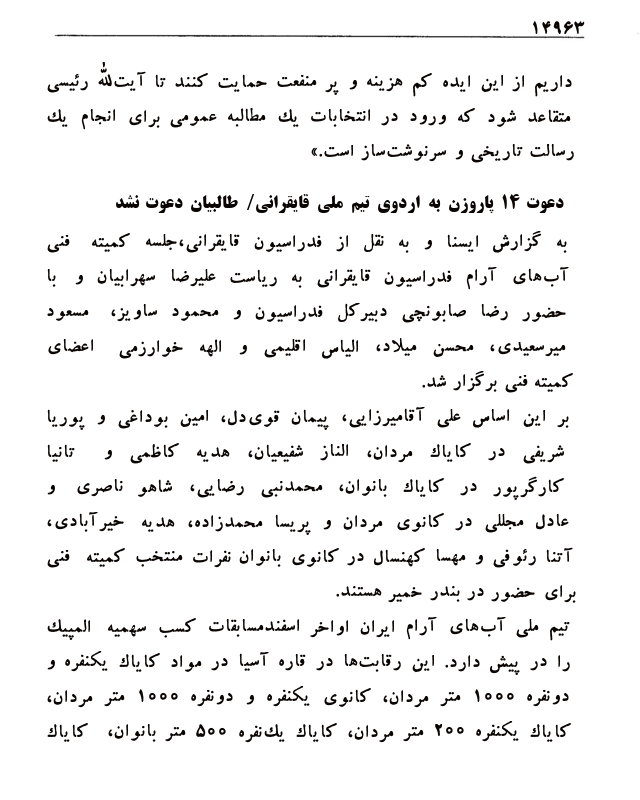 ۱۴۹۶۳
داریم از این ایده کم هزینه و پر منفعت حمایت کنند تا آیت‌الله رئیسی
متقاعد شود که ورود در انتخابات یك مطالبه عمومی برای انجام یك
رسالت تاریخی و سرنوشت‌ساز است.»
دعوت ۱۴ پاروزن به اردوی تیم ملی قایقرانی/ طالبیان دعوت نشد
به گزارش ایسنا و به نقل از فدراسیون قایقرانی،جلسه کمیته فنی
آب‌های آرام فدراسیون قایقرانی به ریاست علیرضا سهرابیان و با
حضور رضا صابونچی دبیرکل فدراسیون و محمود ساویز، مسعود
میرسعیدی، محسن میلاد، الیاس اقلیمی و الهه خوارزمی اعضای
کمیته فنی برگزار شد.
بر این اساس علی آقامیرزایی، پیمان قوی‌دل، امین بوداغی و پوریا
شریفی در کایاك مردان، الناز شفیعیان، هدیه کاظمی و تانیا
کارگرپور در کایاك بانوان، محمدنبی رضایی، شاهو ناصری و
عادل مجللی در کانوی مردان و پریسا محمدزاده، هدیه خیرآبادی،
آتنا رئوفی و مهسا کهنسال در کانوی بانوان نفرات منتخب کمیته فنی
برای حضور در بندر خمیر هستند.
تیم ملی آب‌های آرام ایران اواخر اسفندمسابقات کسب سهمیه المپیك
را در پیش دارد. این رقابت‌ها در قاره آسیا در مواد کایاك یکنفره و
دونفره ۱۰۰۰ متر مردان، کانوی یکنفره و دونفره ۱۰۰۰ متر مردان،
کایاك یکنفره ۲۰۰ متر مردان، کایاك یك‌نفره ۵۰۰ متر بانوان، کایاك